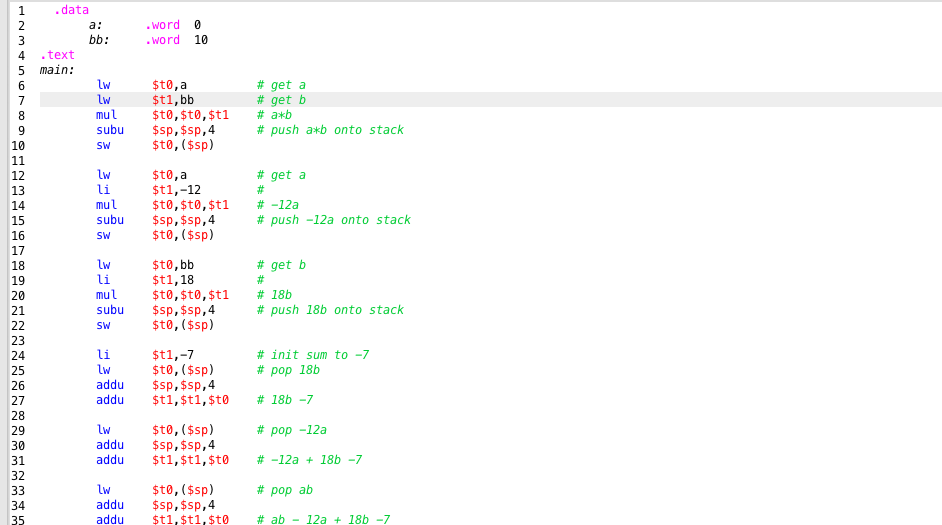 1 .data
2 a: .word 0
3 bb: .word 10
4 .text
5 main:
6 lw $t0,a # get a
7 lw $t1,bb # get b
8 mul $t0,$t0,$t1 # a*b
9 subu $sp,$sp,4 # push a*b onto stack
10 sw $t0,($sp)
11
12 lw $t0,a # get a
13 li $t1,−12 #
14 mul $t0,$t0,$t1 # −12a
15 subu $sp,$sp,4 # push −12a onto stack
16 sw $t0,($sp)
17
18 lw $t0,bb # get b
19 li $t1,18 #
20 mul $t0,$t0,$t1 # 18b
21 subu $sp,$sp,4 # push 18b onto stack
22 sw $t0,($sp)
23
24 li $t1,−7 # init sum to −7
25 lw $t0,($sp) # pop 18b
26 addu $sp,$sp,4
27 addu $t1,$t1,$t0 # 18b −7
28
29 lw $t0,($sp) # pop −12a
30 addu $sp,$sp,4
31 addu $t1,$t1,$t0 # −12a + 18b −7
32
33 lw $t0,($sp) # pop ab
34 addu $sp,$sp,4
35 addu $t1,$t1,$t0 # ab − 12a + 18b −7